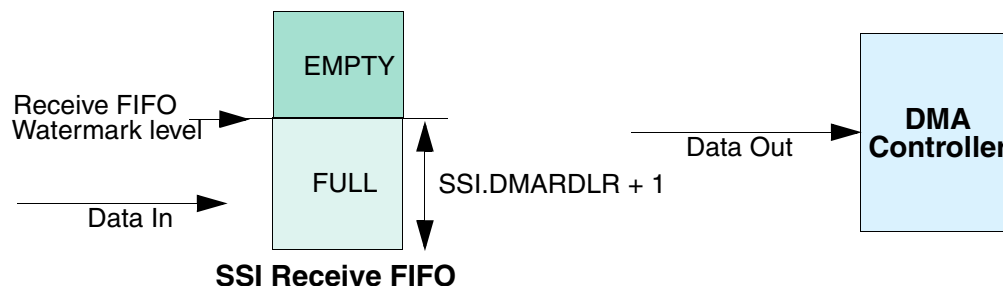 EMPTY
Receive FIFO
Watermark level
DMA
Controller
Data Out
FULL
SSI.DMARDLR + 1
Data In
SSI Receive FIFO